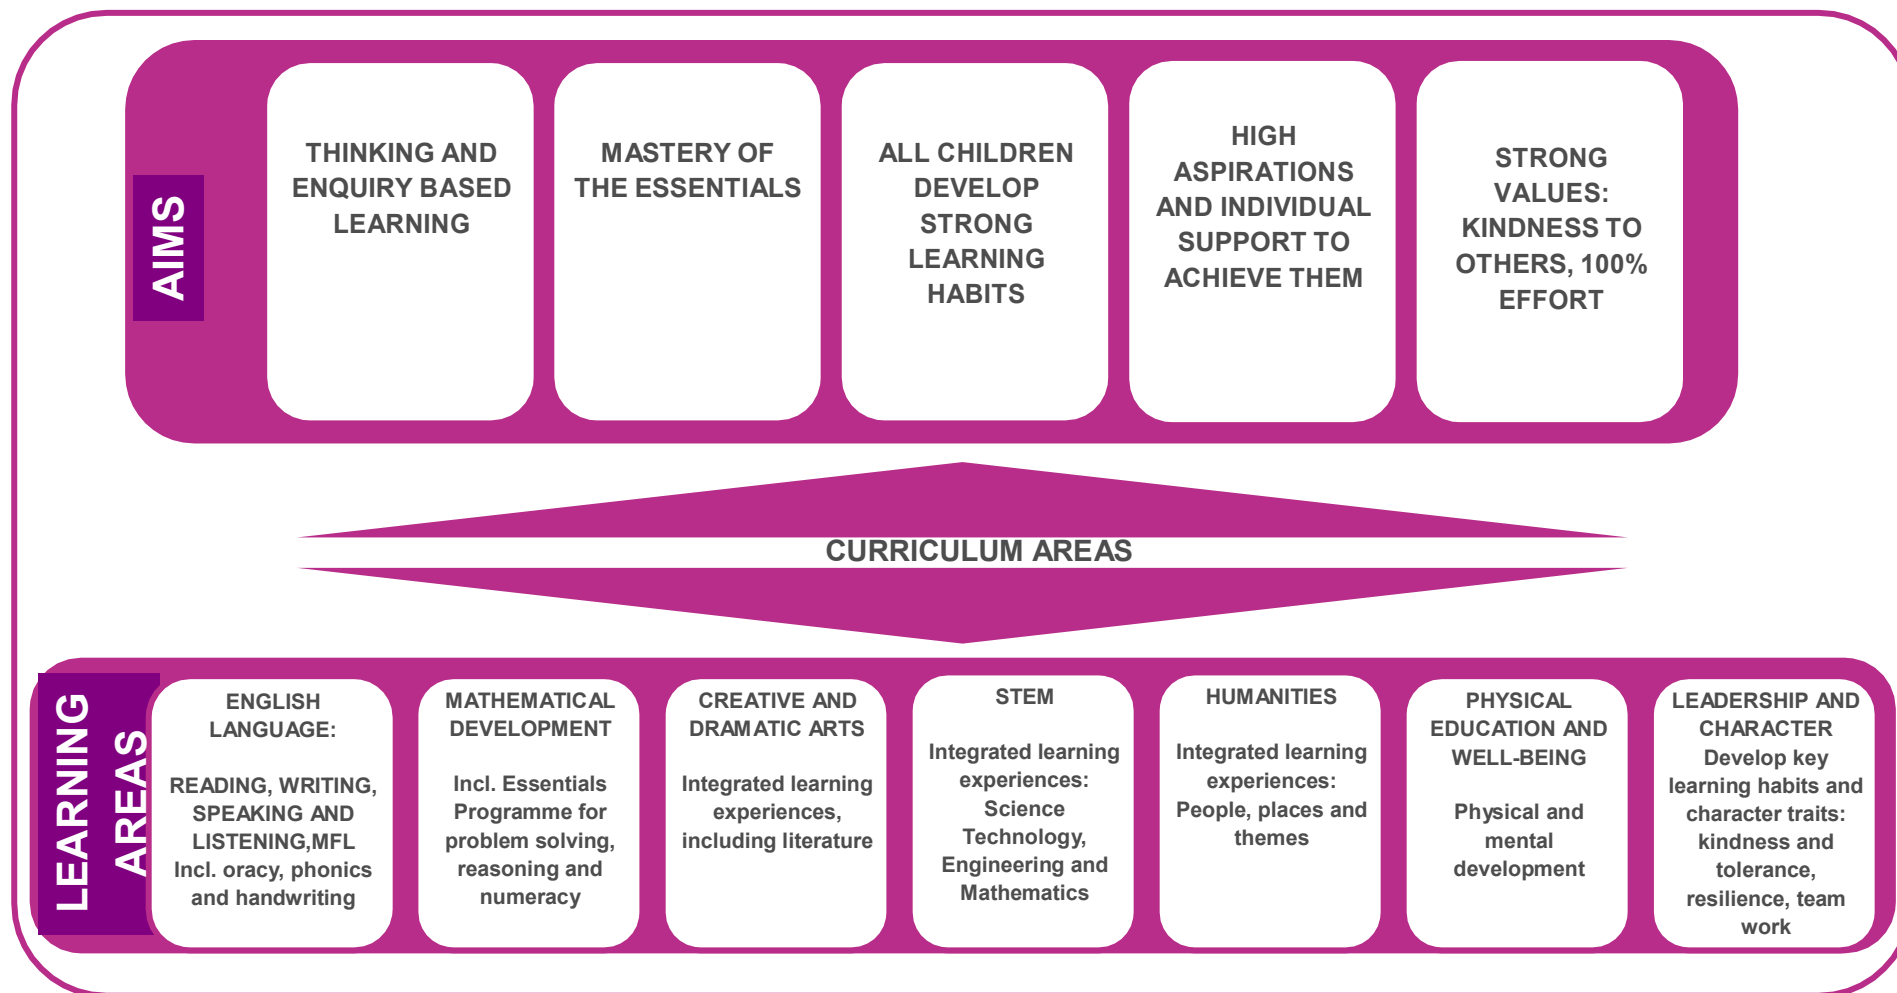 AIMS
THINKING AND
ENQUIRY BASED
LEARNING
MASTERY OF
THE ESSENTIALS
ALL CHILDREN
DEVELOP
STRONG
LEARNING
HABITS
HIGH
ASPIRATIONS
AND INDIVIDUAL
SUPPORT TO
ACHIEVE THEM
STRONG
VALUES:
KINDNESS TO
OTHERS, 100%
EFFORT
CURRICULUM AREAS
LEARNING
AREAS
ENGLISH
LANGUAGE:
READING, WRITING,
SPEAKING AND
LISTENING,MFL
Incl. oracy, phonics
and handwriting
MATHEMATICAL
DEVELOPMENT
Incl. Essentials
Programme for
problem solving,
reasoning and
numeracy
CREATIVE AND
DRAMATIC ARTS
Integrated learning
experiences,
including literature
STEM
Integrated learning
experiences:
Science
Technology,
Engineering and
Mathematics
HUMANITIES
Integrated learning
experiences:
People, places and
themes
PHYSICAL
EDUCATION AND
WELL-BEING
Physical and
mental
development
LEADERSHIP AND
CHARACTER
Develop key
learning habits and
character traits:
kindness and
tolerance,
resilience, team
work